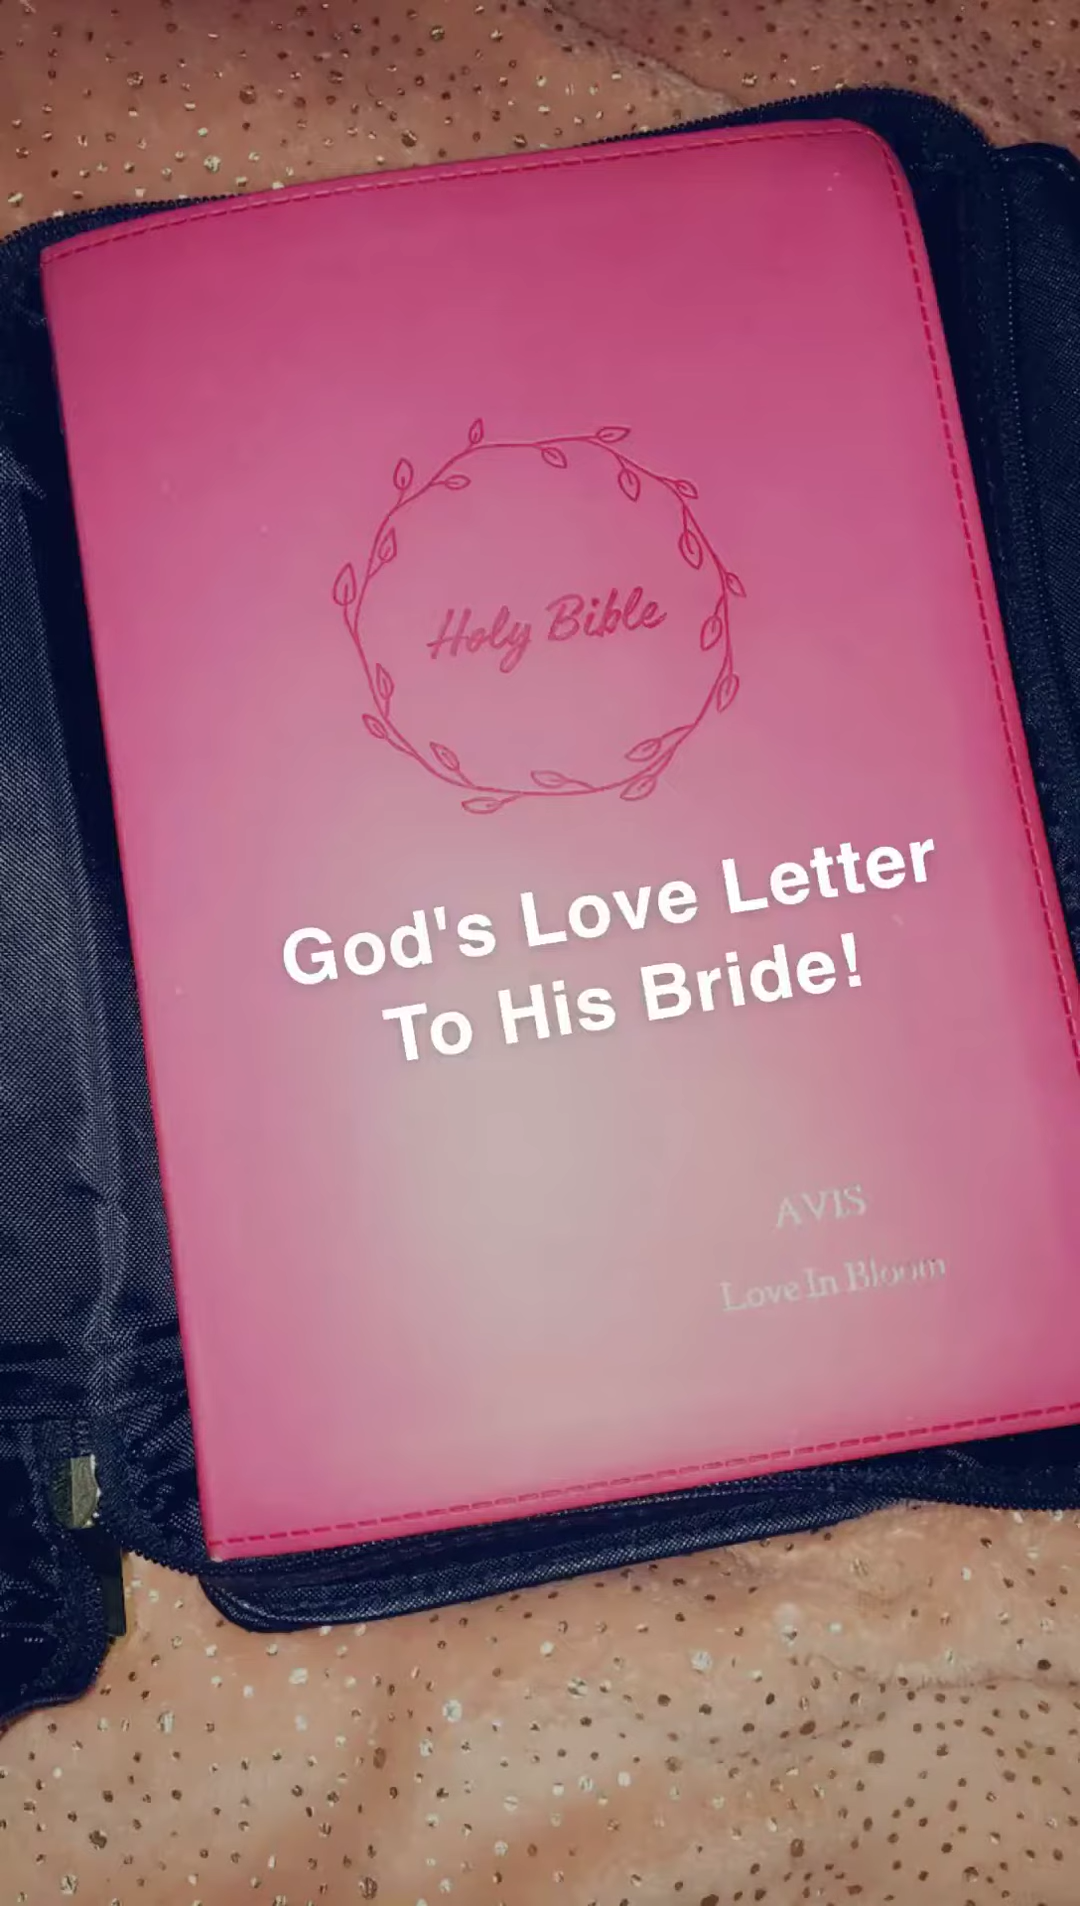 Holy Bible
God's Love Letter
To His Bride!
AVIS
Love In Bloom